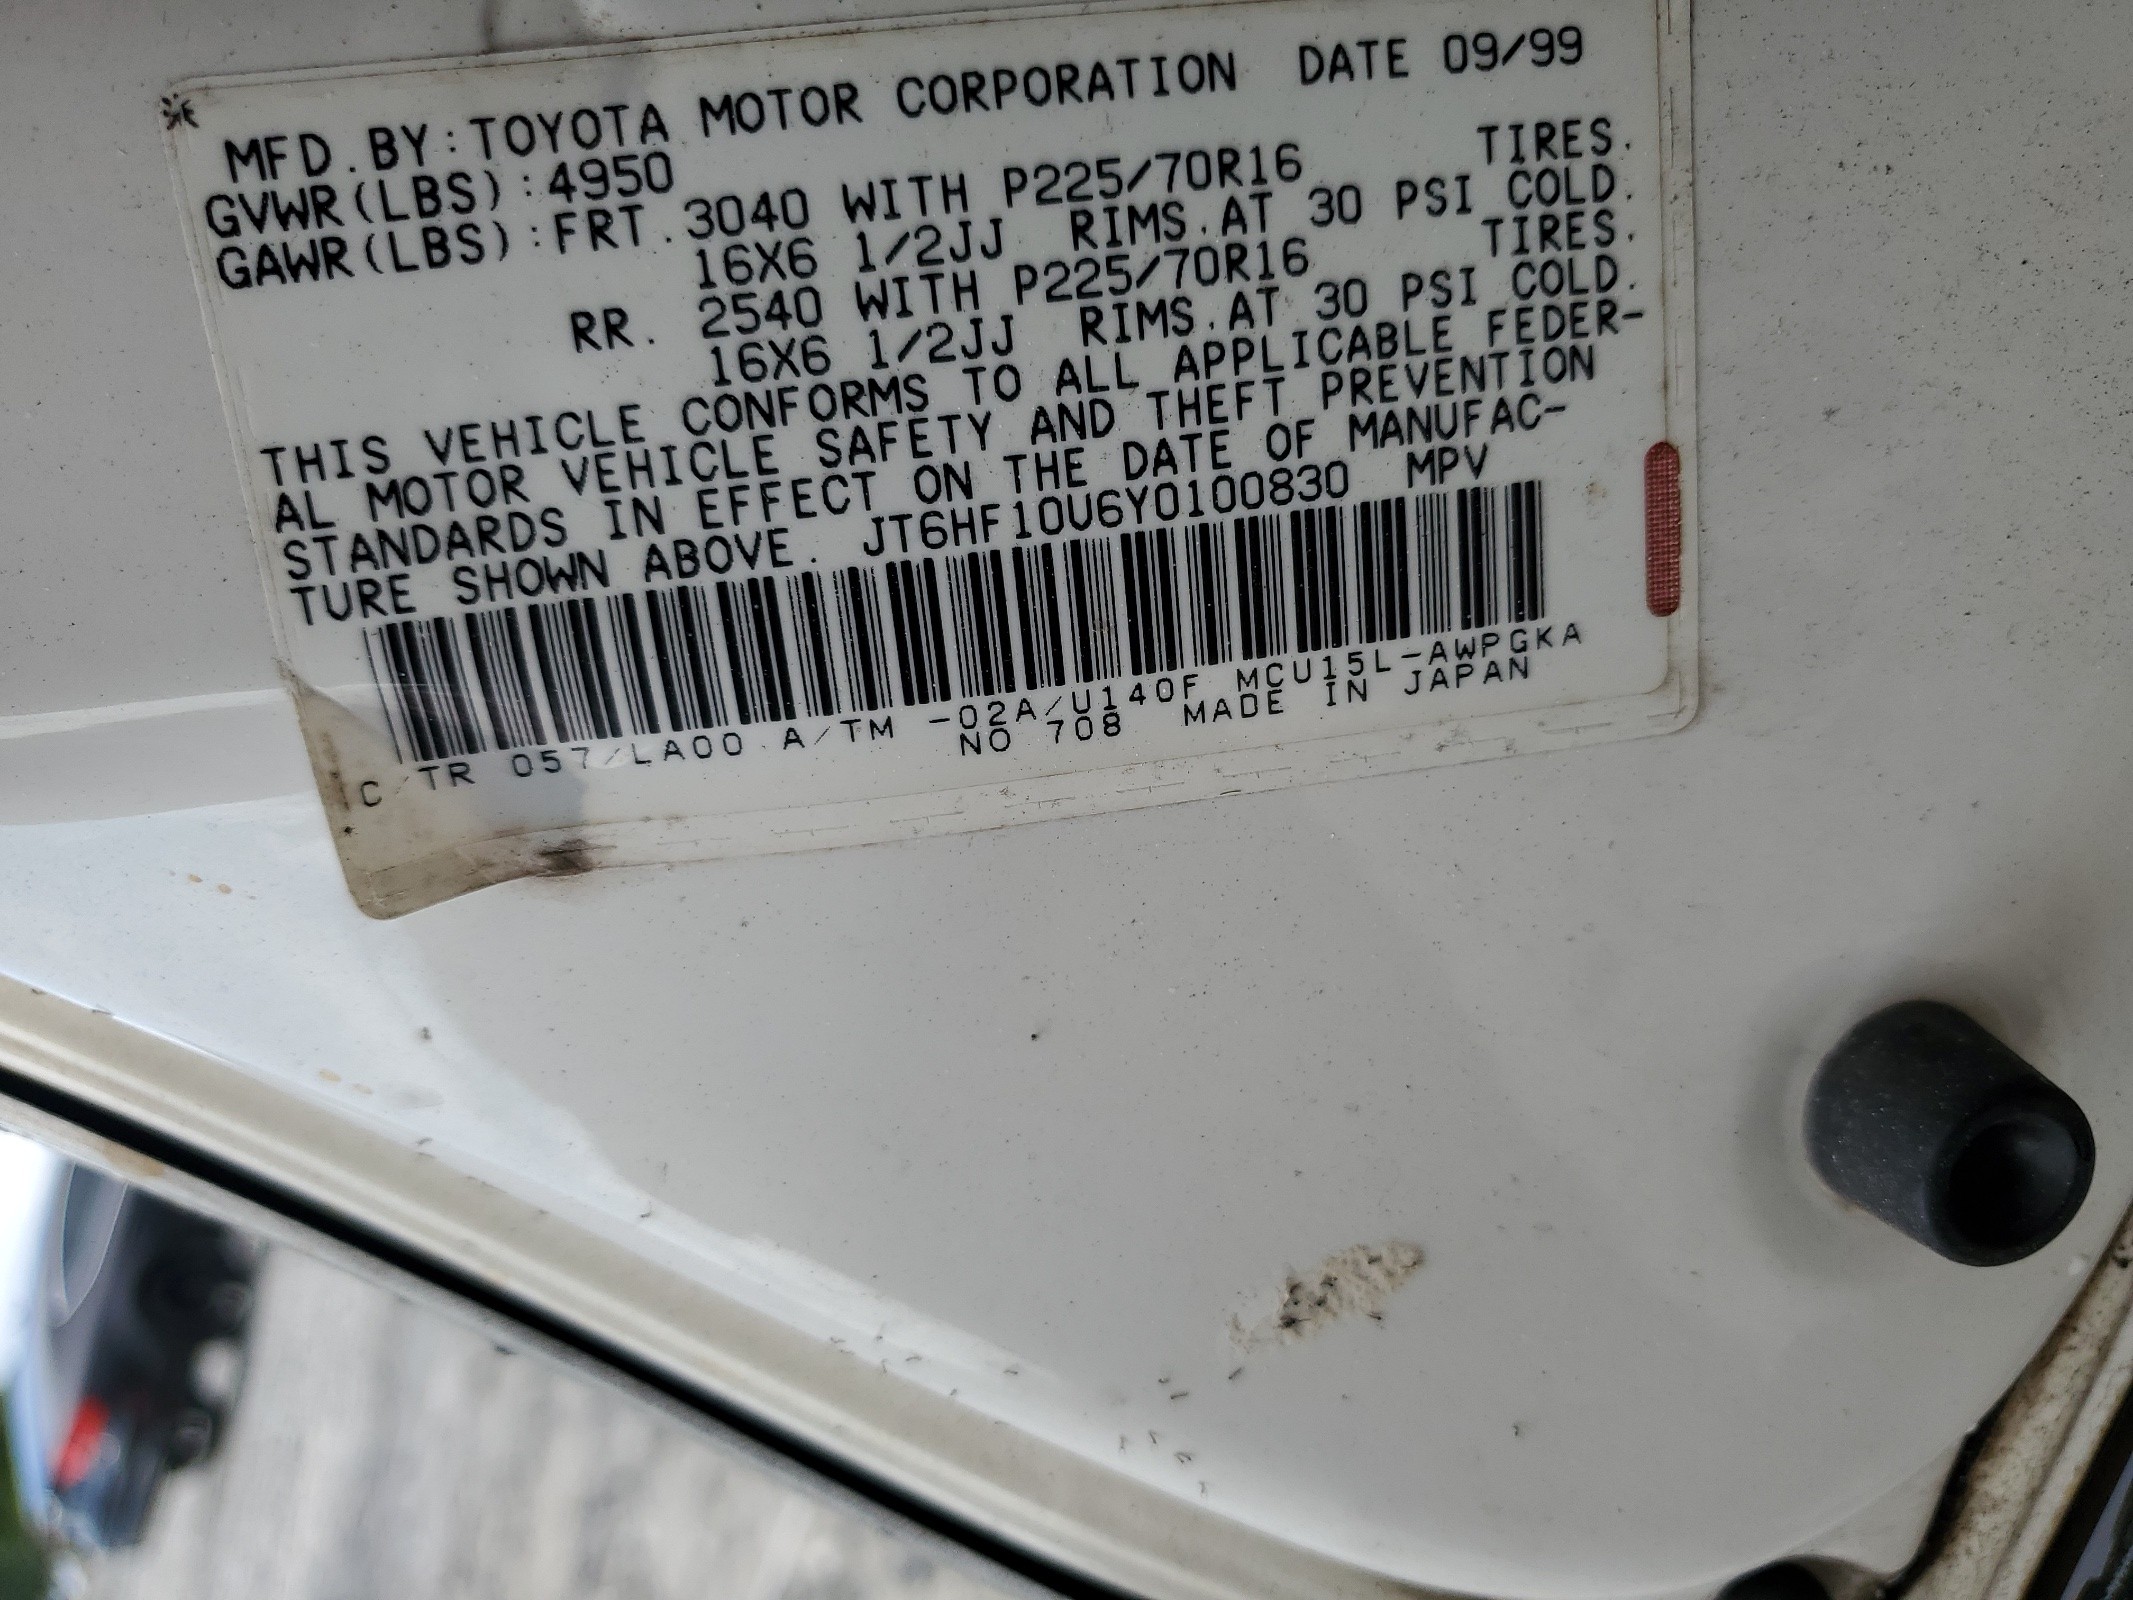 MFD.BY:TOYOTA MOTOR CORPORATION DATE 09/99
GVWR(LBS):4950
GAWR(LBS):FRT.3040 WITH P225/70R16 TIRES.
16X6 1/2JJ RIMS.AT 30 PSI COLD.
RR. 2540 WITH P225/70R16 TIRES.
16X6 1/2JJ RIMS.AT 30 PSI COLD.
THIS VEHICLE CONFORMS TO ALL APPLICABLE FEDER-
AL MOTOR VEHICLE SAFETY AND THEFT PREVENTION
STANDARDS IN EFFECT ON THE DATE OF MANUFAC-
TURE SHOWN ABOVE. JT6HF10U6Y0100830 MPV
C/TR 057/LA00 A/TM -02A/U140F MCU15L-AWPGKA
NO 708 MADE IN JAPAN